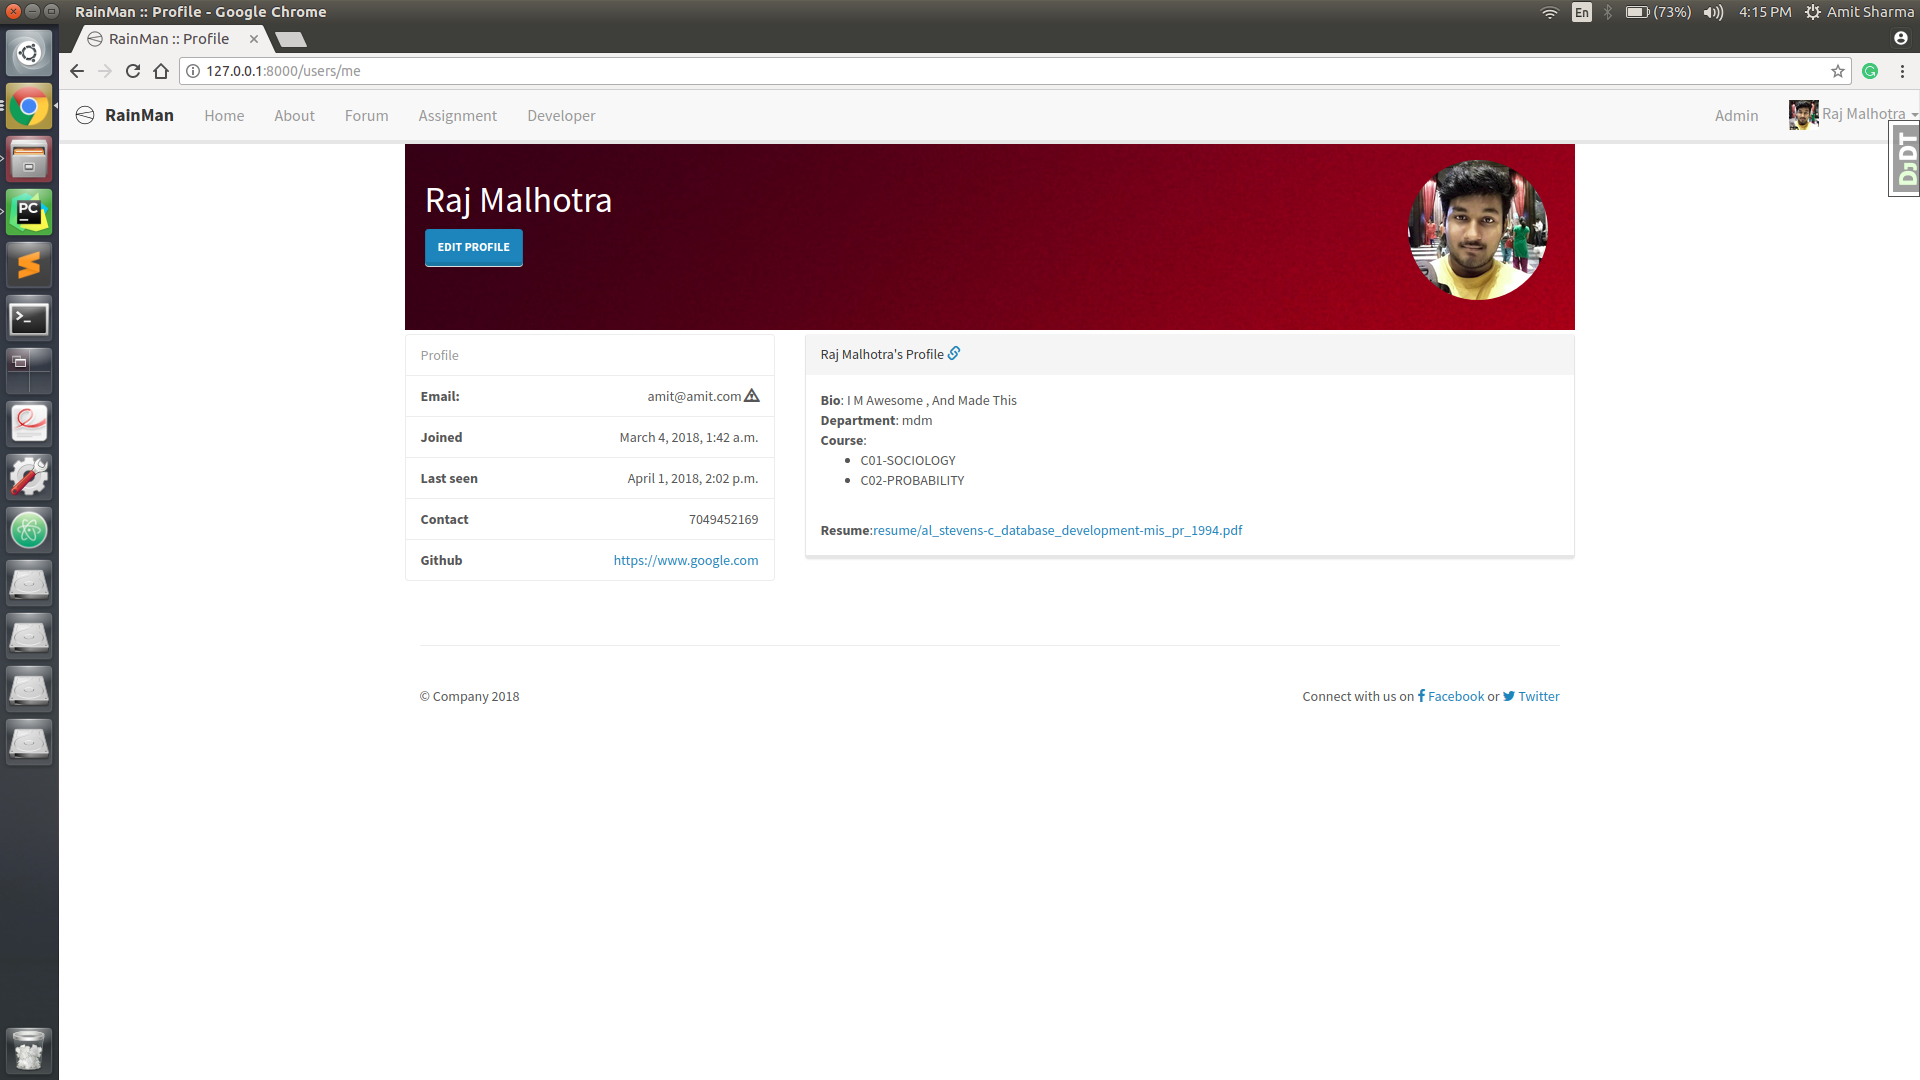 RainMan :: Profile - Google Chrome
En (73%) 4:15 PM Amit Sharma
RainMan :: Profile
127.0.0.1:8000/users/me
RainMan Home About Forum Assignment Developer Admin Raj Malhotra
DjDT
Raj Malhotra
EDIT PROFILE
Profile
Email: amit@amit.com
Joined March 4, 2018, 1:42 a.m.
Last seen April 1, 2018, 2:02 p.m.
Contact 7049452169
Github https://www.google.com
Raj Malhotra's Profile
Bio: I M Awesome , And Made This
Department: mdm
Course:
C01-SOCIOLOGY
C02-PROBABILITY
Resume:resume/al_stevens-c_database_development-mis_pr_1994.pdf
© Company 2018
Connect with us on Facebook or Twitter
PC